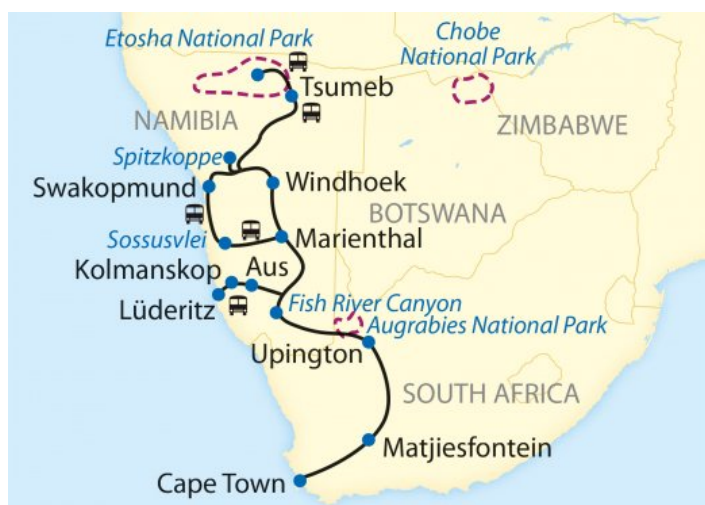 Etosha National Park
Chobe
National Park
Tsumeb
NAMIBIA
ZIMBABWE
Spitzkoppe
Swakopmund
Windhoek
BOTSWANA
Sossusvlei
Marienthal
Kolmanskop
Aus
Lüderitz
Fish River Canyon
Augrabies National Park
Upington
SOUTH AFRICA
Matjiesfontein
Cape Town